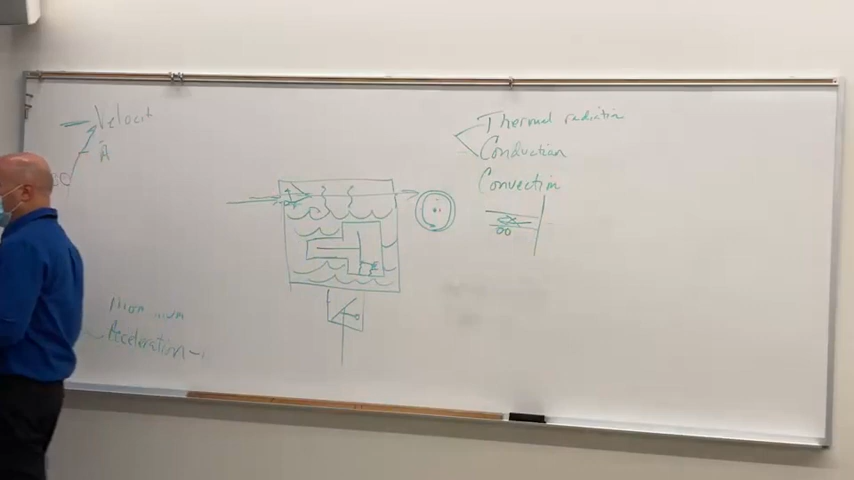 Velocit
A
Thermal radiation
Conduction
Convection
Acceleration